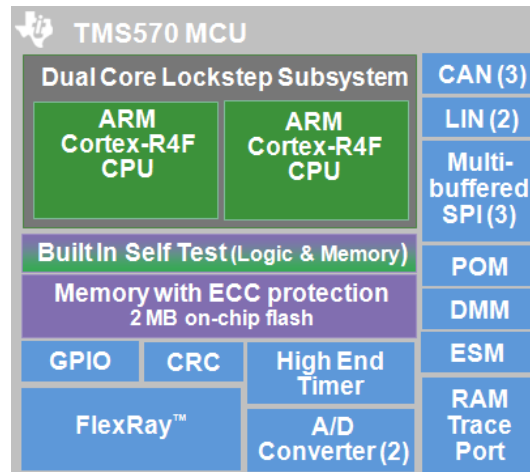 TMS570 MCU
Dual Core Lockstep Subsystem
ARM
Cortex-R4F
CPU
ARM
Cortex-R4F
CPU
Built In Self Test (Logic & Memory)
Memory with ECC protection
2 MB on-chip flash
GPIO
CRC
High End
Timer
FlexRay™
A/D
Converter (2)
CAN (3)
LIN (2)
Multi-
buffered
SPI (3)
POM
DMM
ESM
RAM
Trace
Port